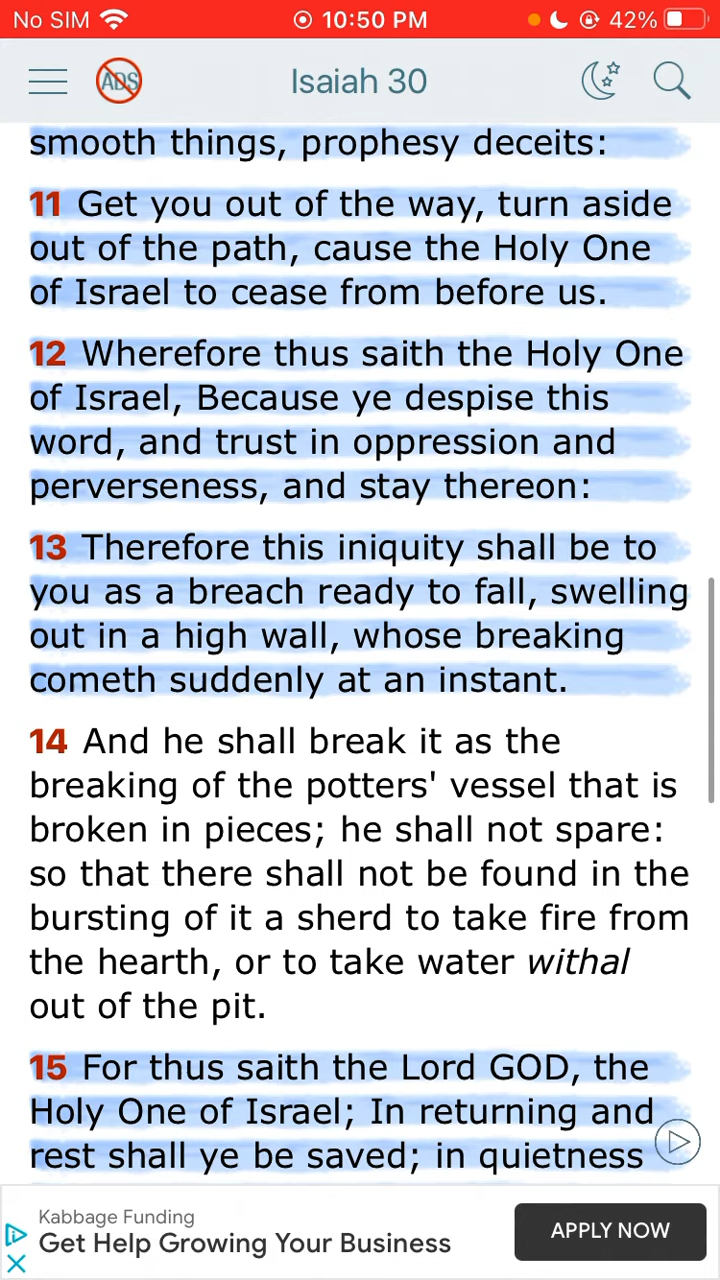 No SIM 10:50 PM 42%
ADS Isaiah 30
smooth things, prophesy deceits:
11 Get you out of the way, turn aside
out of the path, cause the Holy One
of Israel to cease from before us.
12 Wherefore thus saith the Holy One
of Israel, Because ye despise this
word, and trust in oppression and
perverseness, and stay thereon:
13 Therefore this iniquity shall be to
you as a breach ready to fall, swelling
out in a high wall, whose breaking
cometh suddenly at an instant.
14 And he shall break it as the
breaking of the potters' vessel that is
broken in pieces; he shall not spare:
so that there shall not be found in the
bursting of it a sherd to take fire from
the hearth, or to take water withal
out of the pit.
15 For thus saith the Lord GOD, the
Holy One of Israel; In returning and
rest shall ye be saved; in quietness
Kabbage Funding
Get Help Growing Your Business
APPLY NOW